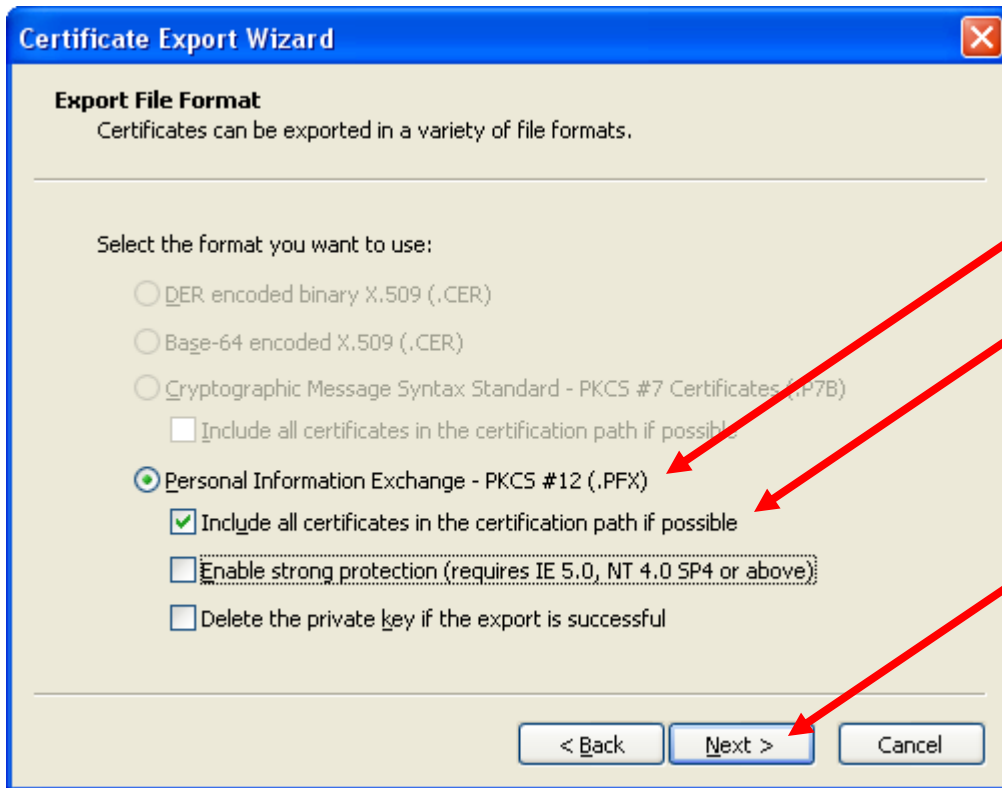 Certificate Export Wizard
Export File Format
Certificates can be exported in a variety of file formats.
Select the format you want to use:
DER encoded binary X.509 (.CER)
Base-64 encoded X.509 (.CER)
Cryptographic Message Syntax Standard - PKCS #7 Certificates (.P7B)
Include all certificates in the certification path if possible
Personal Information Exchange - PKCS #12 (.PFX)
Include all certificates in the certification path if possible
Enable strong protection (requires IE 5.0, NT 4.0 SP4 or above)
Delete the private key if the export is successful
< Back Next > Cancel